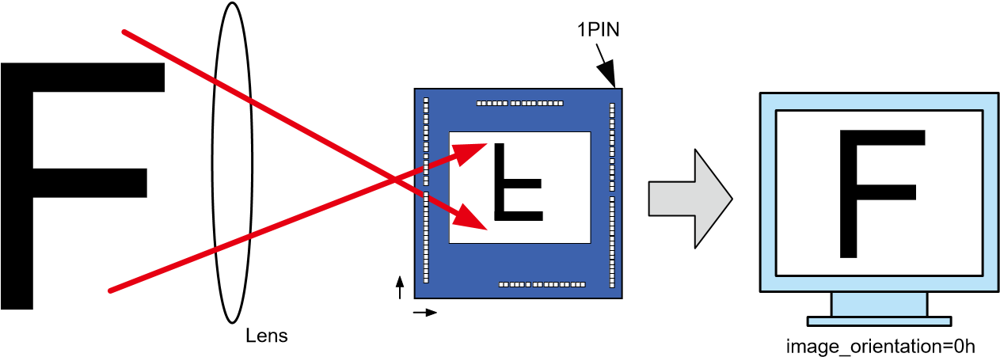 F
1PIN
F
Lens
image_orientation=0h